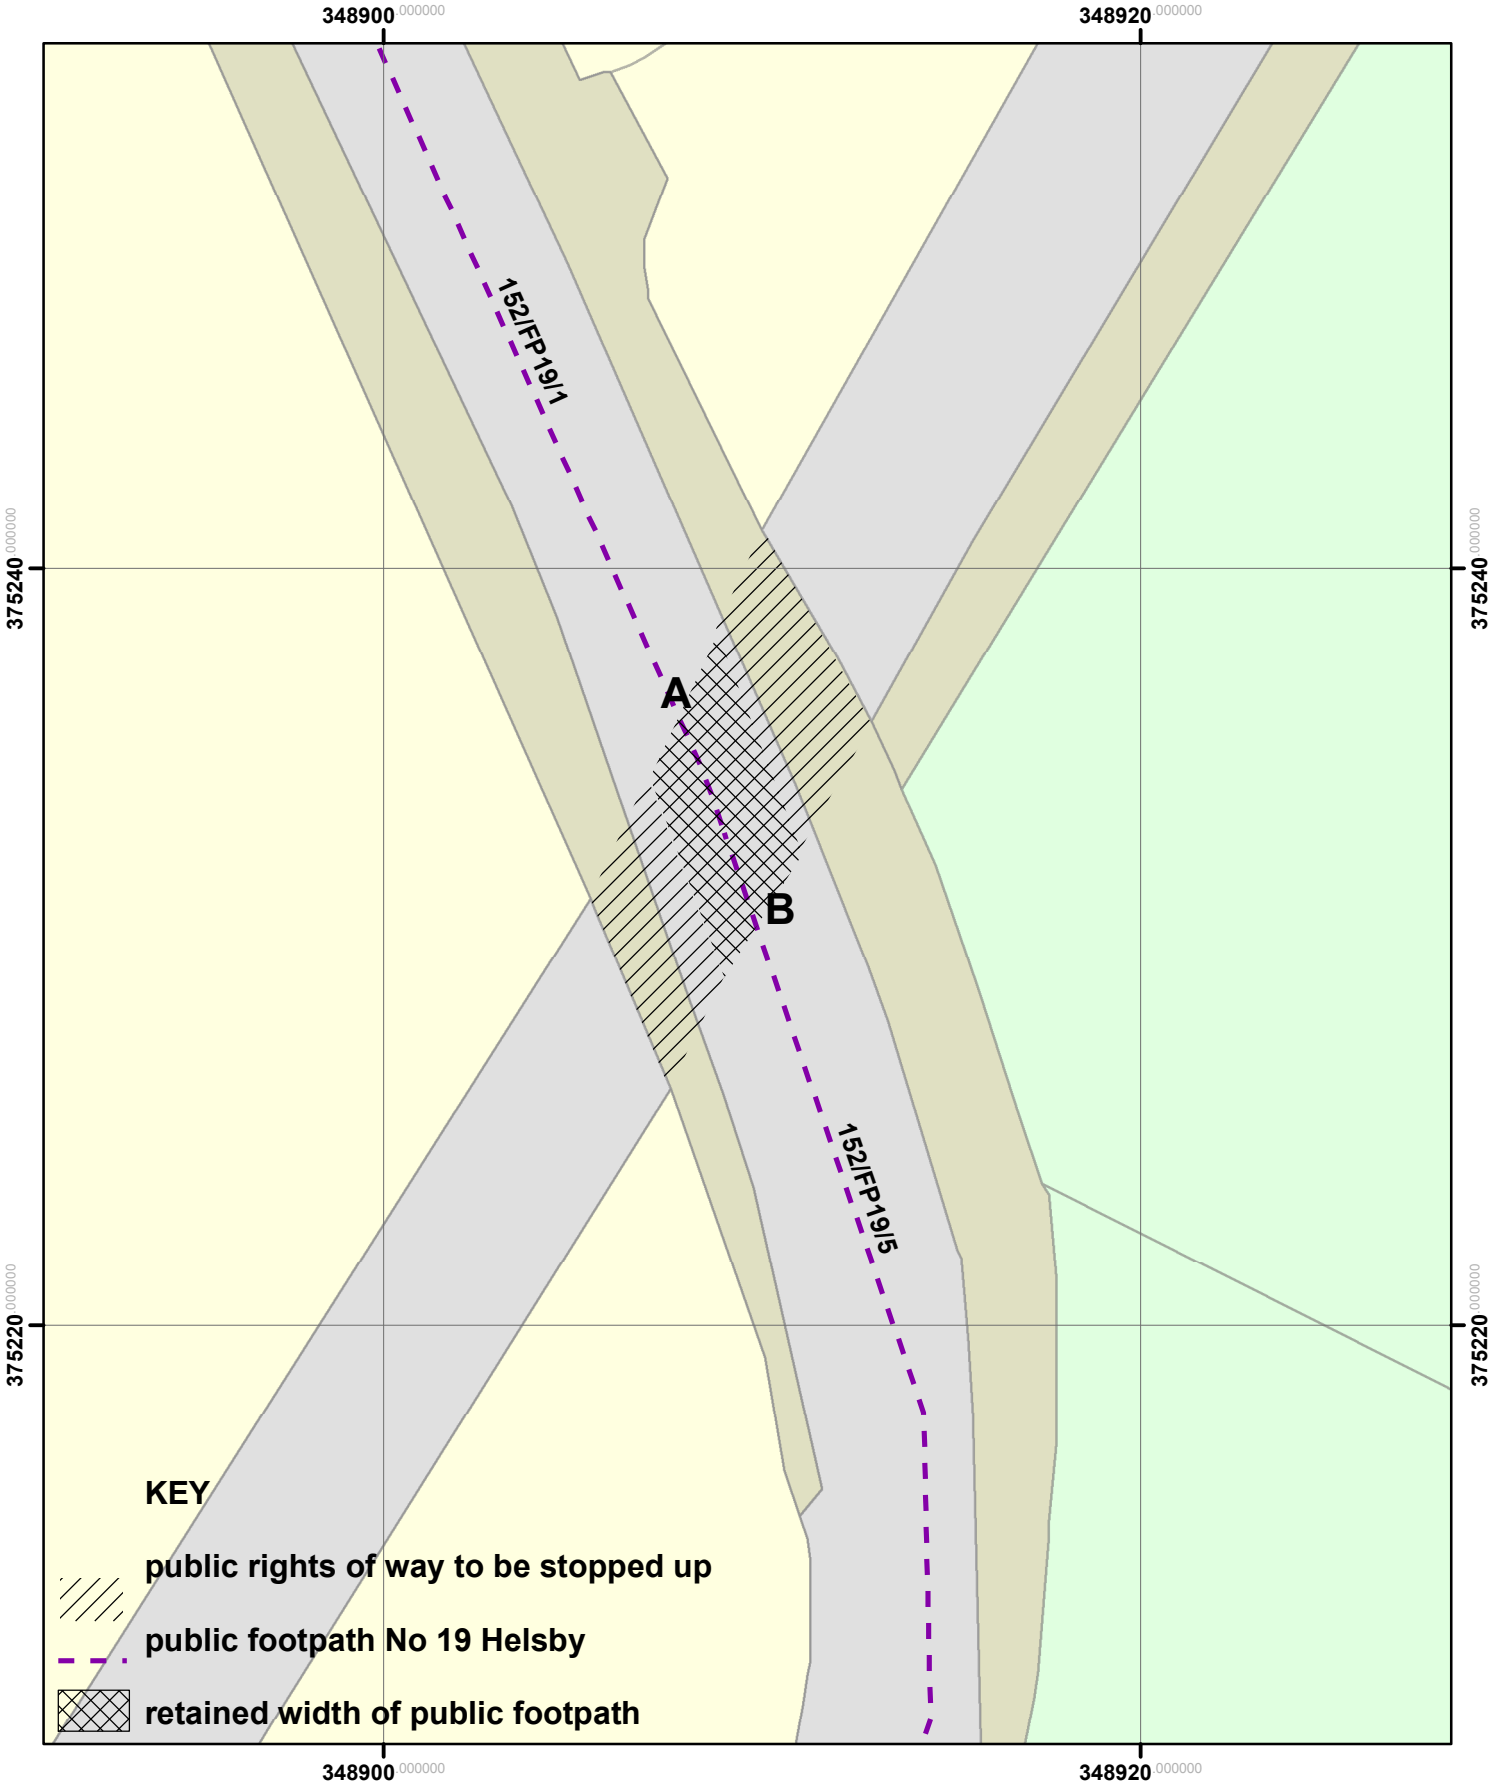 348900.000000 348920.000000
152/FP19/1
375240.000000 375240.000000
A
B
152/FP19/5
375220.000000 375220.000000
KEY
public rights of way to be stopped up
public footpath No 19 Helsby
retained width of public footpath
348900.000000 348920.000000